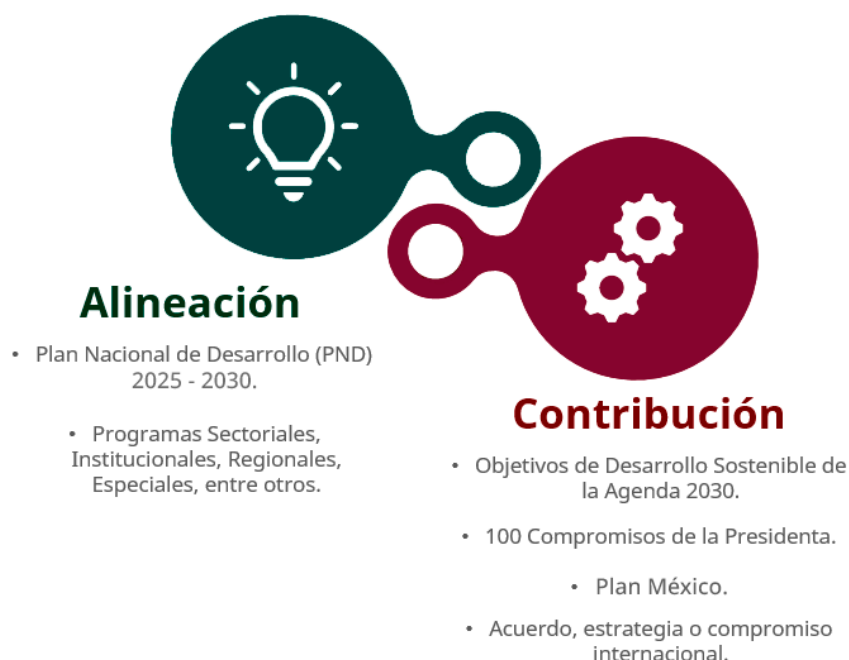 Alineación
• Plan Nacional de Desarrollo (PND)
2025 - 2030.
• Programas Sectoriales,
Institucionales, Regionales,
Especiales, entre otros.
Contribución
• Objetivos de Desarrollo Sostenible de
la Agenda 2030.
• 100 Compromisos de la Presidenta.
• Plan México.
• Acuerdo, estrategia o compromiso
internacional.